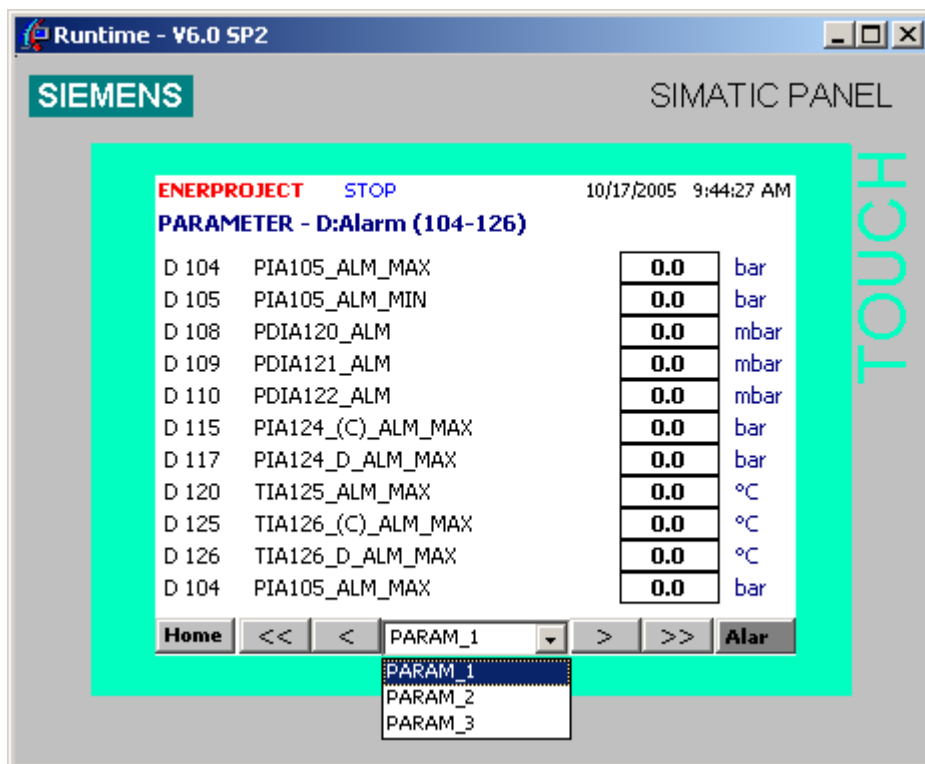 Runtime - V6.0 SP2
SIEMENS SIMATIC PANEL
TOUCH
ENERPROJECT STOP 10/17/2005 9:44:27 AM
PARAMETER - D:Alarm (104-126)
D 104 PIA105_ALM_MAX 0.0 bar
D 105 PIA105_ALM_MIN 0.0 bar
D 108 PDIA120_ALM 0.0 mbar
D 109 PDIA121_ALM 0.0 mbar
D 110 PDIA122_ALM 0.0 mbar
D 115 PIA124_(C)_ALM_MAX 0.0 bar
D 117 PIA124_D_ALM_MAX 0.0 bar
D 120 TIA125_ALM_MAX 0.0 °C
D 125 TIA126_(C)_ALM_MAX 0.0 °C
D 126 TIA126_D_ALM_MAX 0.0 °C
D 104 PIA105_ALM_MAX 0.0 bar
Home << < PARAM_1 > >> Alar
PARAM_1
PARAM_2
PARAM_3